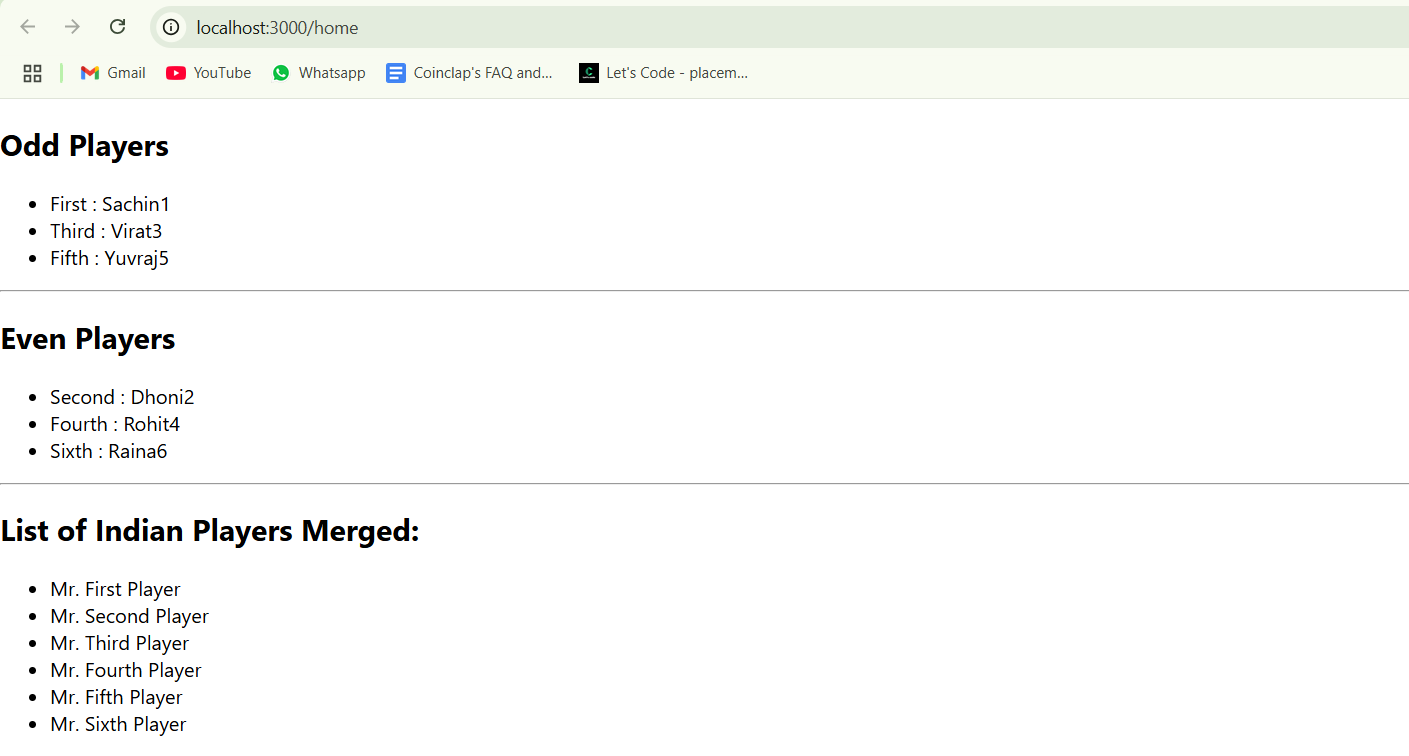 localhost:3000/home
Gmail YouTube Whatsapp Coinclap's FAQ and... Let's Code - placem...
Odd Players
First : Sachin1
Third : Virat3
Fifth : Yuvraj5
Even Players
Second : Dhoni2
Fourth : Rohit4
Sixth : Raina6
List of Indian Players Merged:
Mr. First Player
Mr. Second Player
Mr. Third Player
Mr. Fourth Player
Mr. Fifth Player
Mr. Sixth Player